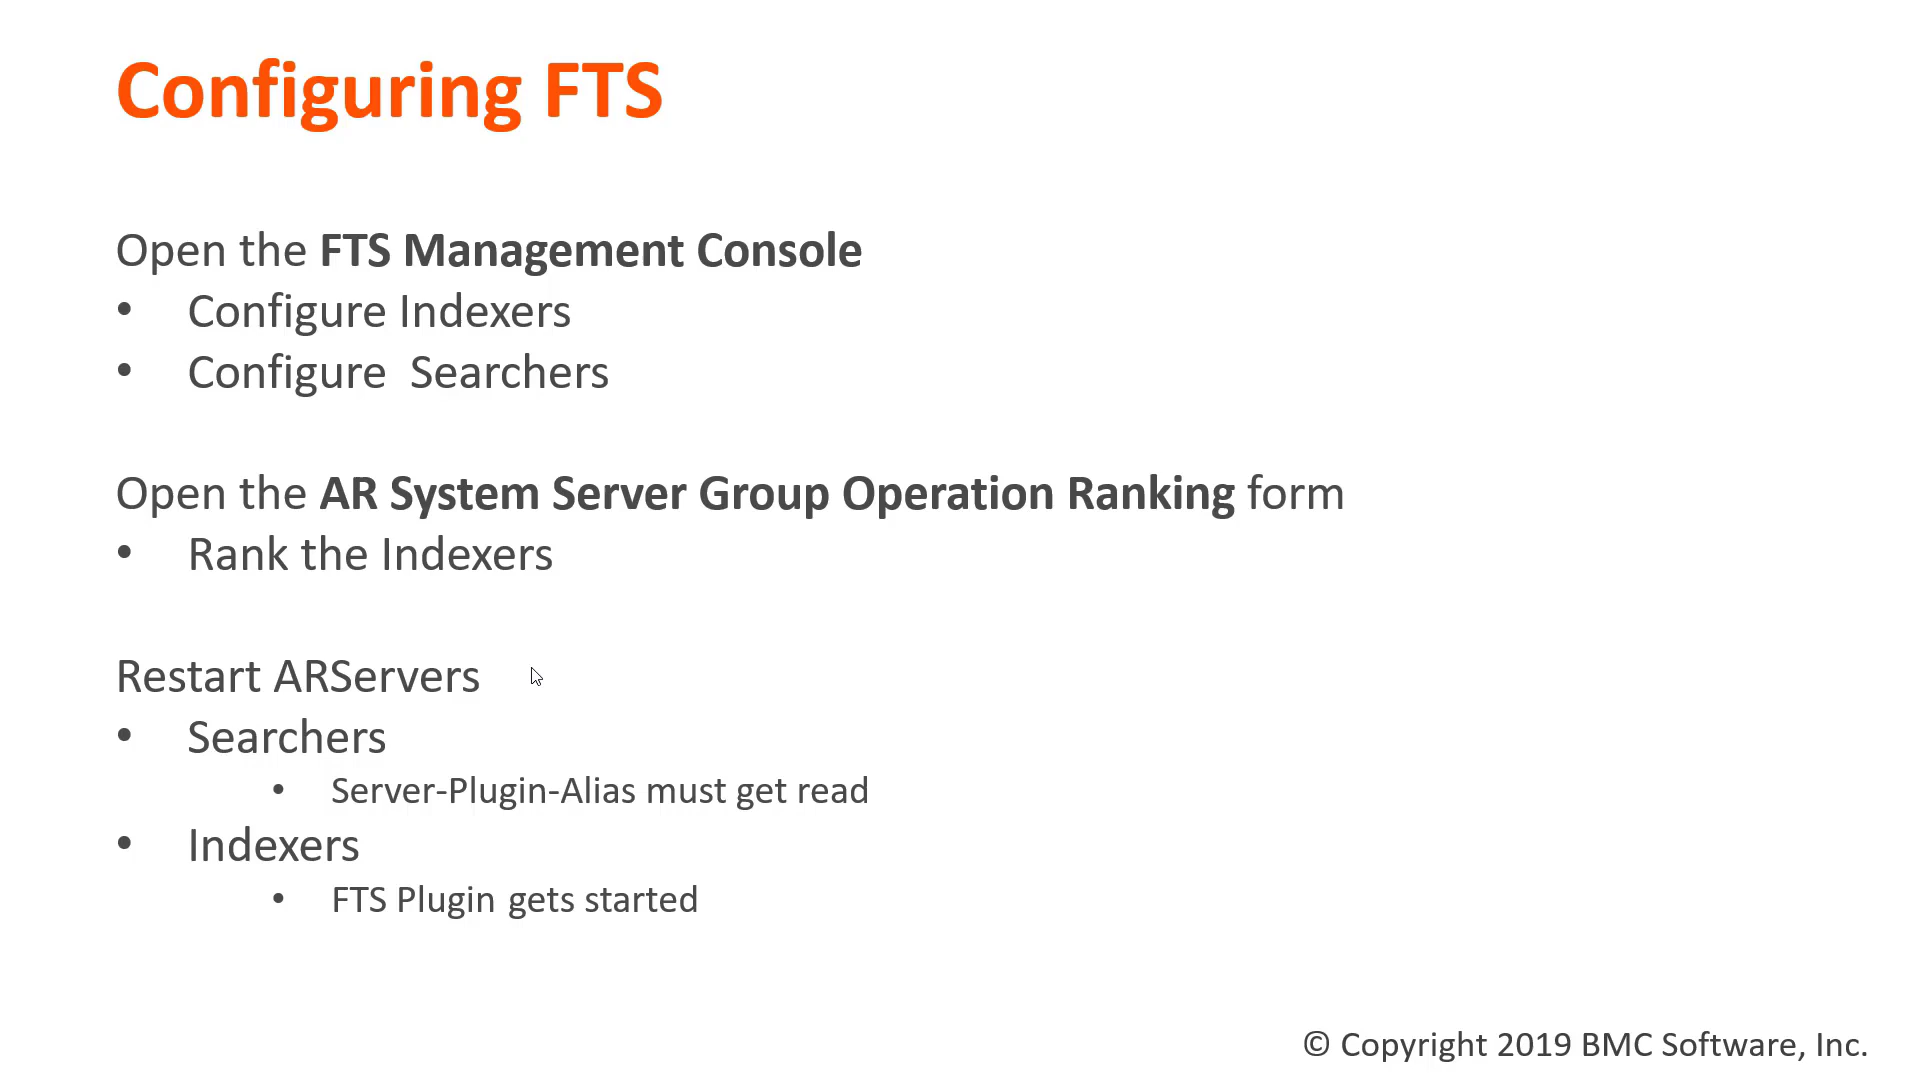 Configuring FTS
Open the FTS Management Console
• Configure Indexers
• Configure  Searchers
Open the AR System Server Group Operation Ranking form
• Rank the Indexers
Restart ARServers
• Searchers
• Server-Plugin-Alias must get read
• Indexers
• FTS Plugin gets started
© Copyright 2019 BMC Software, Inc.